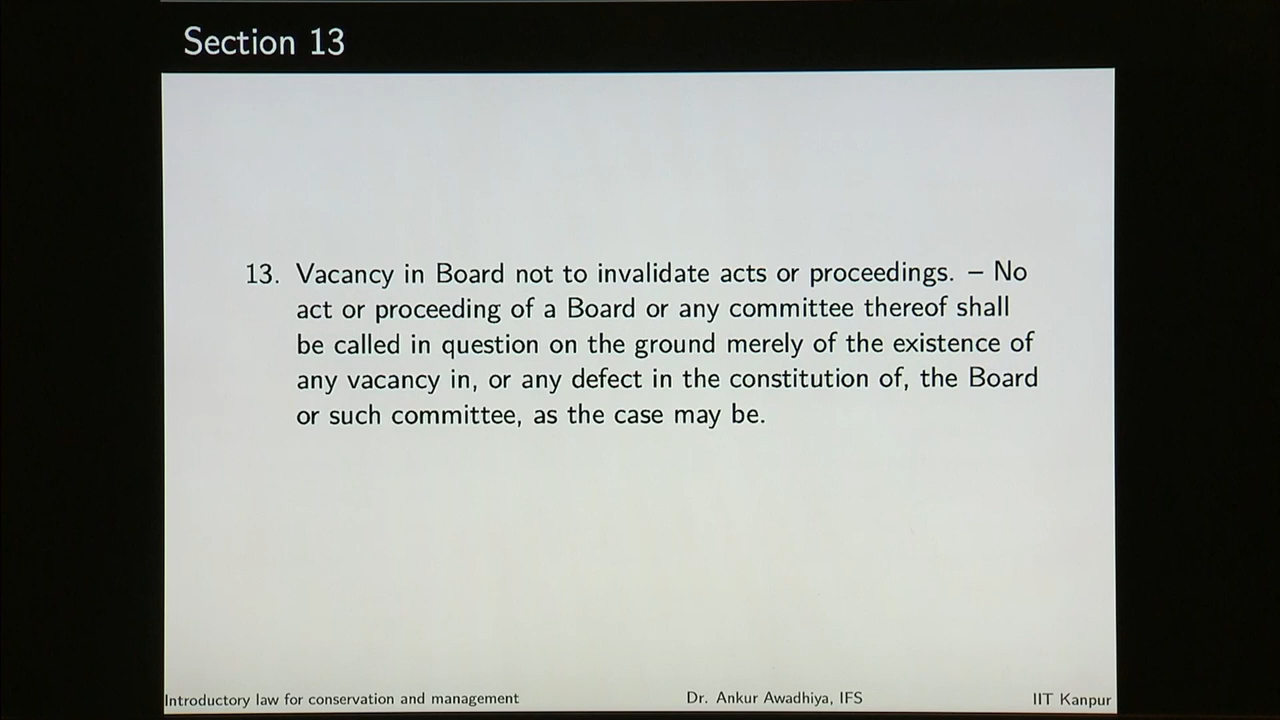 Section 13
13. Vacancy in Board not to invalidate acts or proceedings. – No
act or proceeding of a Board or any committee thereof shall
be called in question on the ground merely of the existence of
any vacancy in, or any defect in the constitution of, the Board
or such committee, as the case may be.
Introductory law for conservation and management Dr. Ankur Awadhiya, IFS IIT Kanpur